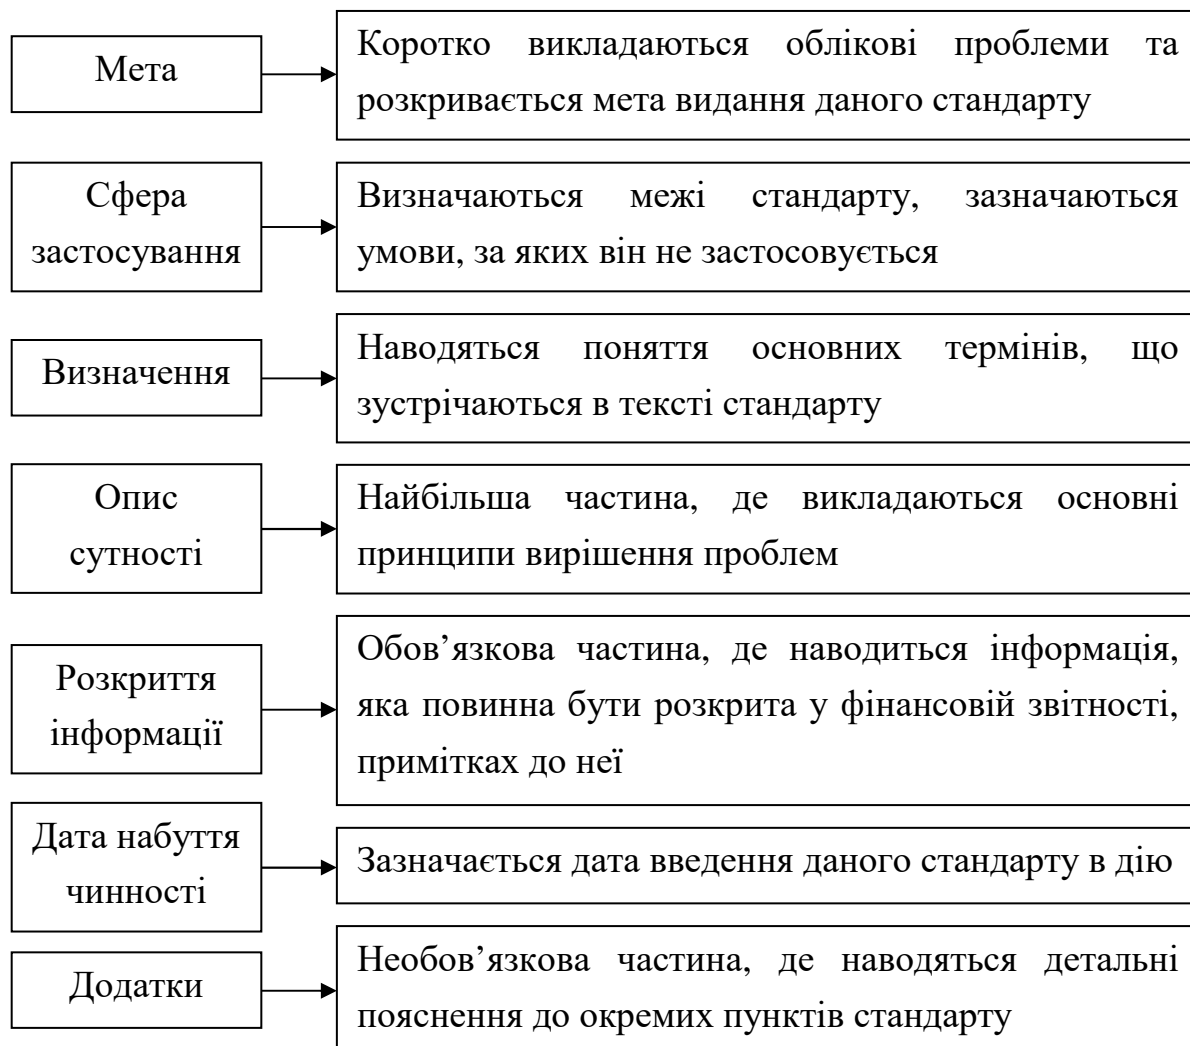 Мета
Коротко викладаються облікові проблеми та
розкривається мета видання даного стандарту
Сфера
застосування
Визначаються межі стандарту, зазначаються
умови, за яких він не застосовується
Визначення
Наводяться поняття основних термінів, що
зустрічаються в тексті стандарту
Опис
сутності
Найбільша частина, де викладаються основні
принципи вирішення проблем
Розкриття
інформації
Обов’язкова частина, де наводиться інформація,
яка повинна бути розкрита у фінансовій звітності,
примітках до неї
Дата набуття
чинності
Зазначається дата введення даного стандарту в дію
Додатки
Необов’язкова частина, де наводяться детальні
пояснення до окремих пунктів стандарту